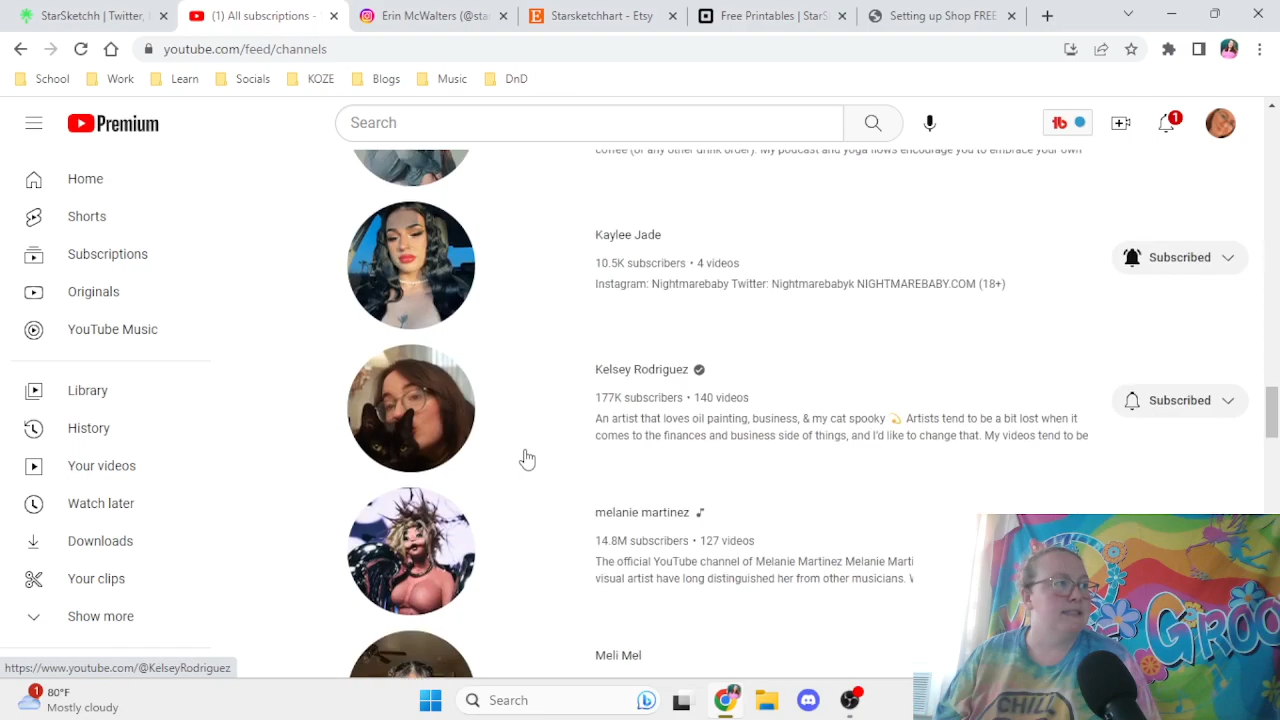 StarSketch | Twitter,
(1) All subscriptions -
Erin McWalters (@sta
Starsketchart - Etsy
Free Printables | StarS
Setting up Shop FREE
youtube.com/feed/channels
School
Work
Learn
Socials
KOZE
Blogs
Music
DnD
Premium
Search
tb
1
coffee (or any other drink order). My podcast and yoga flows encourage you to embrace your own
Home
Shorts
Subscriptions
Originals
YouTube Music
Library
History
Your videos
Watch later
Downloads
Your clips
Show more
Kaylee Jade
10.5K subscribers • 4 videos
Instagram: Nightmarebaby Twitter: Nightmarebabyk NIGHTMAREBABY.COM (18+)
Subscribed
Kelsey Rodriguez
177K subscribers • 140 videos
An artist that loves oil painting, business, & my cat spooky 💫 Artists tend to be a bit lost when it
comes to the finances and business side of things, and I'd like to change that. My videos tend to be
Subscribed
melanie martinez
14.8M subscribers • 127 videos
The official YouTube channel of Melanie Martinez Melanie Marti
visual artist have long distinguished her from other musicians.
Meli Mel
https://www.youtube.com/@KelseyRodriguez
GROO
CHILL
1
80°F
Mostly cloudy
Search